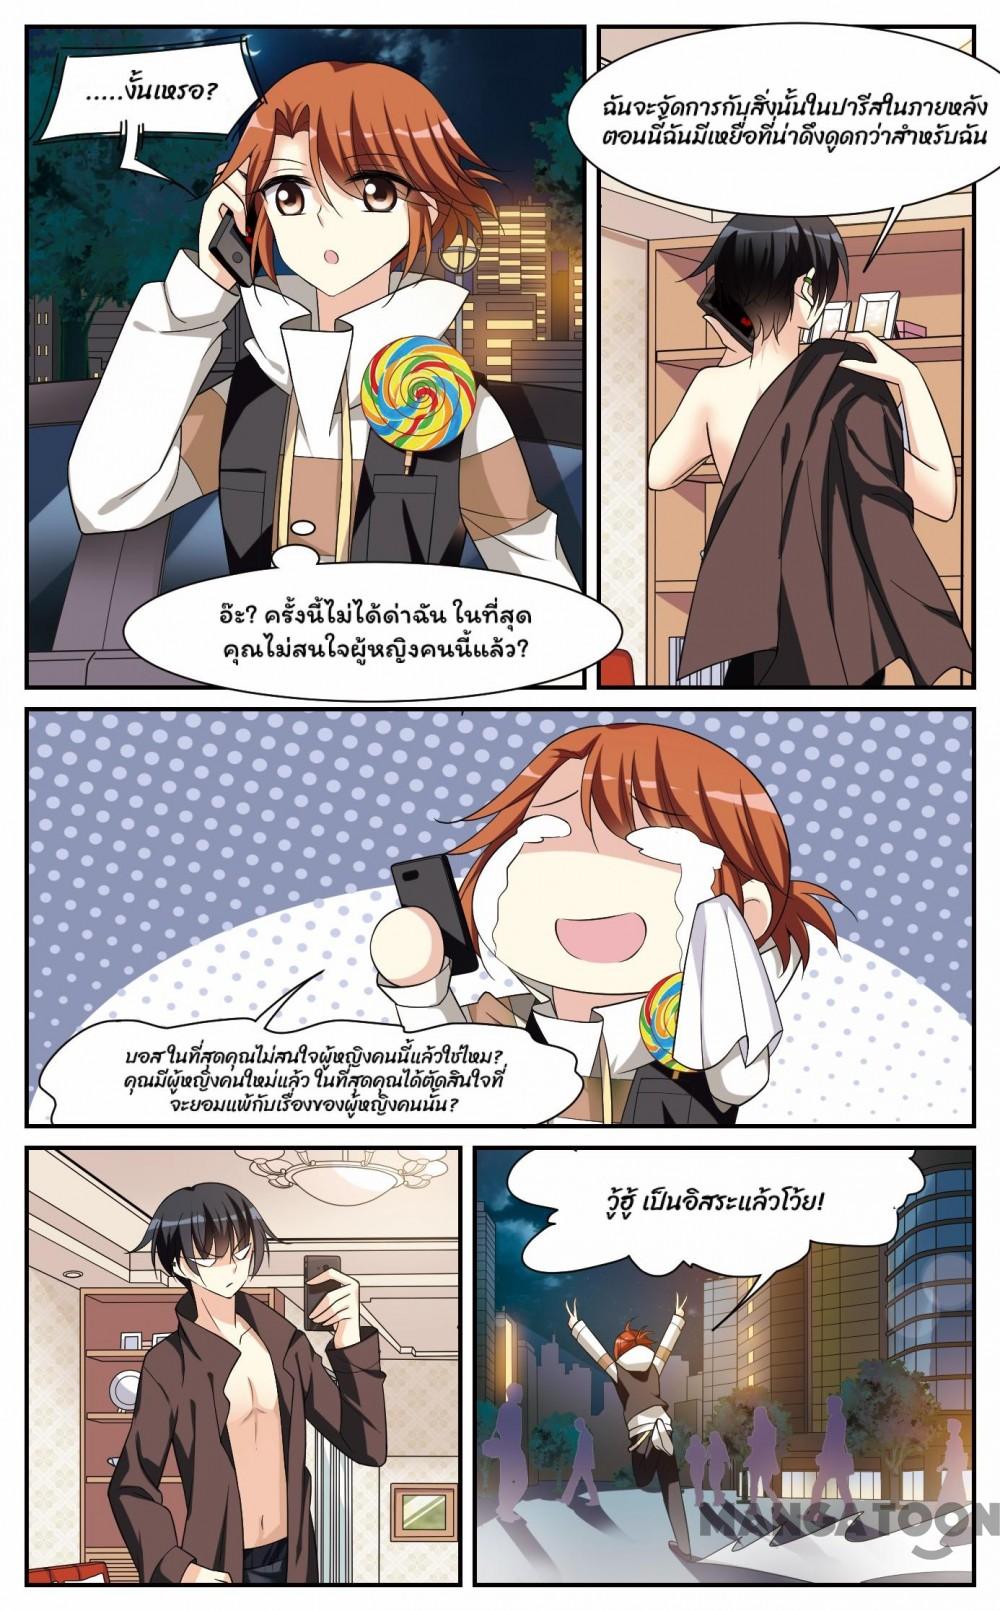 .....งั้นเหรอ?
ฉันจะจัดการกับสิ่งนั้นในปารีสในภายหลัง
ตอนนี้ฉันมีเหยื่อที่น่าดึงดูดกว่าสำหรับฉัน
อ๊ะ? ครั้งนี้ไม่ได้ด่าฉัน ในที่สุด
คุณไม่สนใจผู้หญิงคนนี้แล้ว?
บอส ในที่สุดคุณไม่สนใจผู้หญิงคนนี้แล้วใช่ไหม?
คุณมีผู้หญิงคนใหม่แล้ว ในที่สุดคุณได้ตัดสินใจที่
จะยอมแพ้กับเรื่องของผู้หญิงคนนั้น?
วู้ฮู้ เป็นอิสระแล้วโว้ย!
MANGATOON